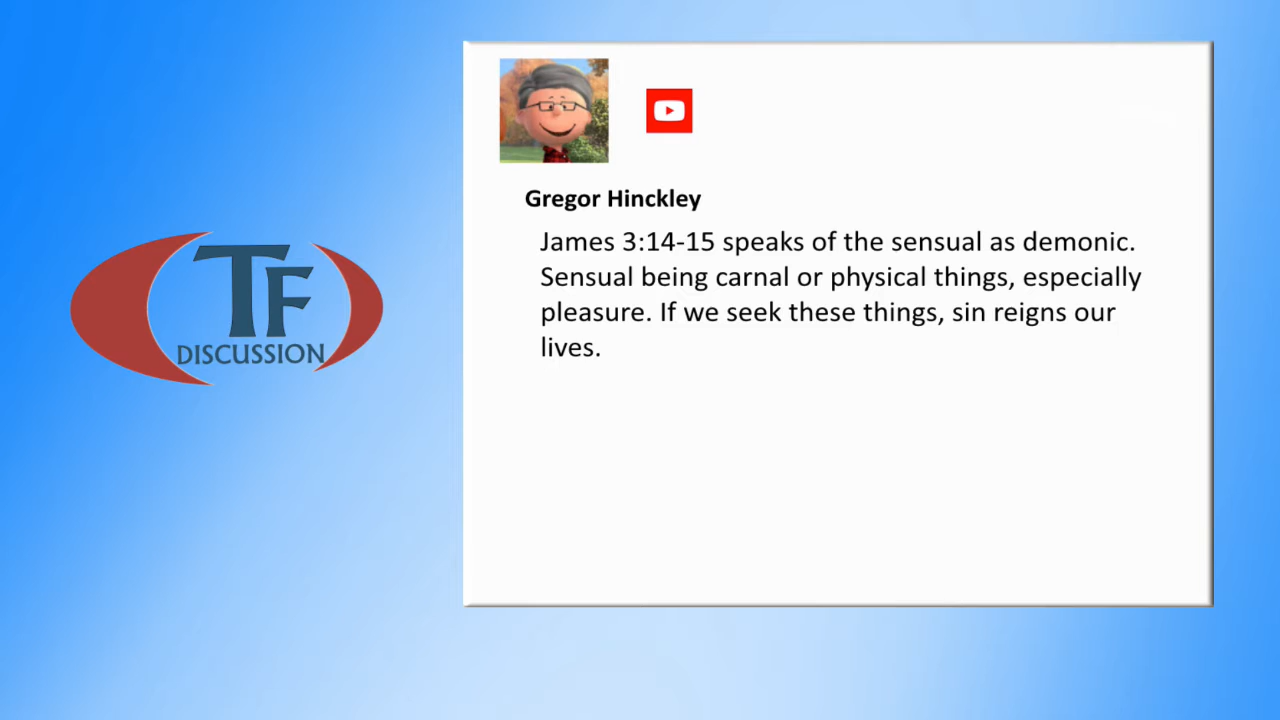 TF
DISCUSSION
Gregor Hinckley
James 3:14-15 speaks of the sensual as demonic.
Sensual being carnal or physical things, especially
pleasure. If we seek these things, sin reigns our
lives.